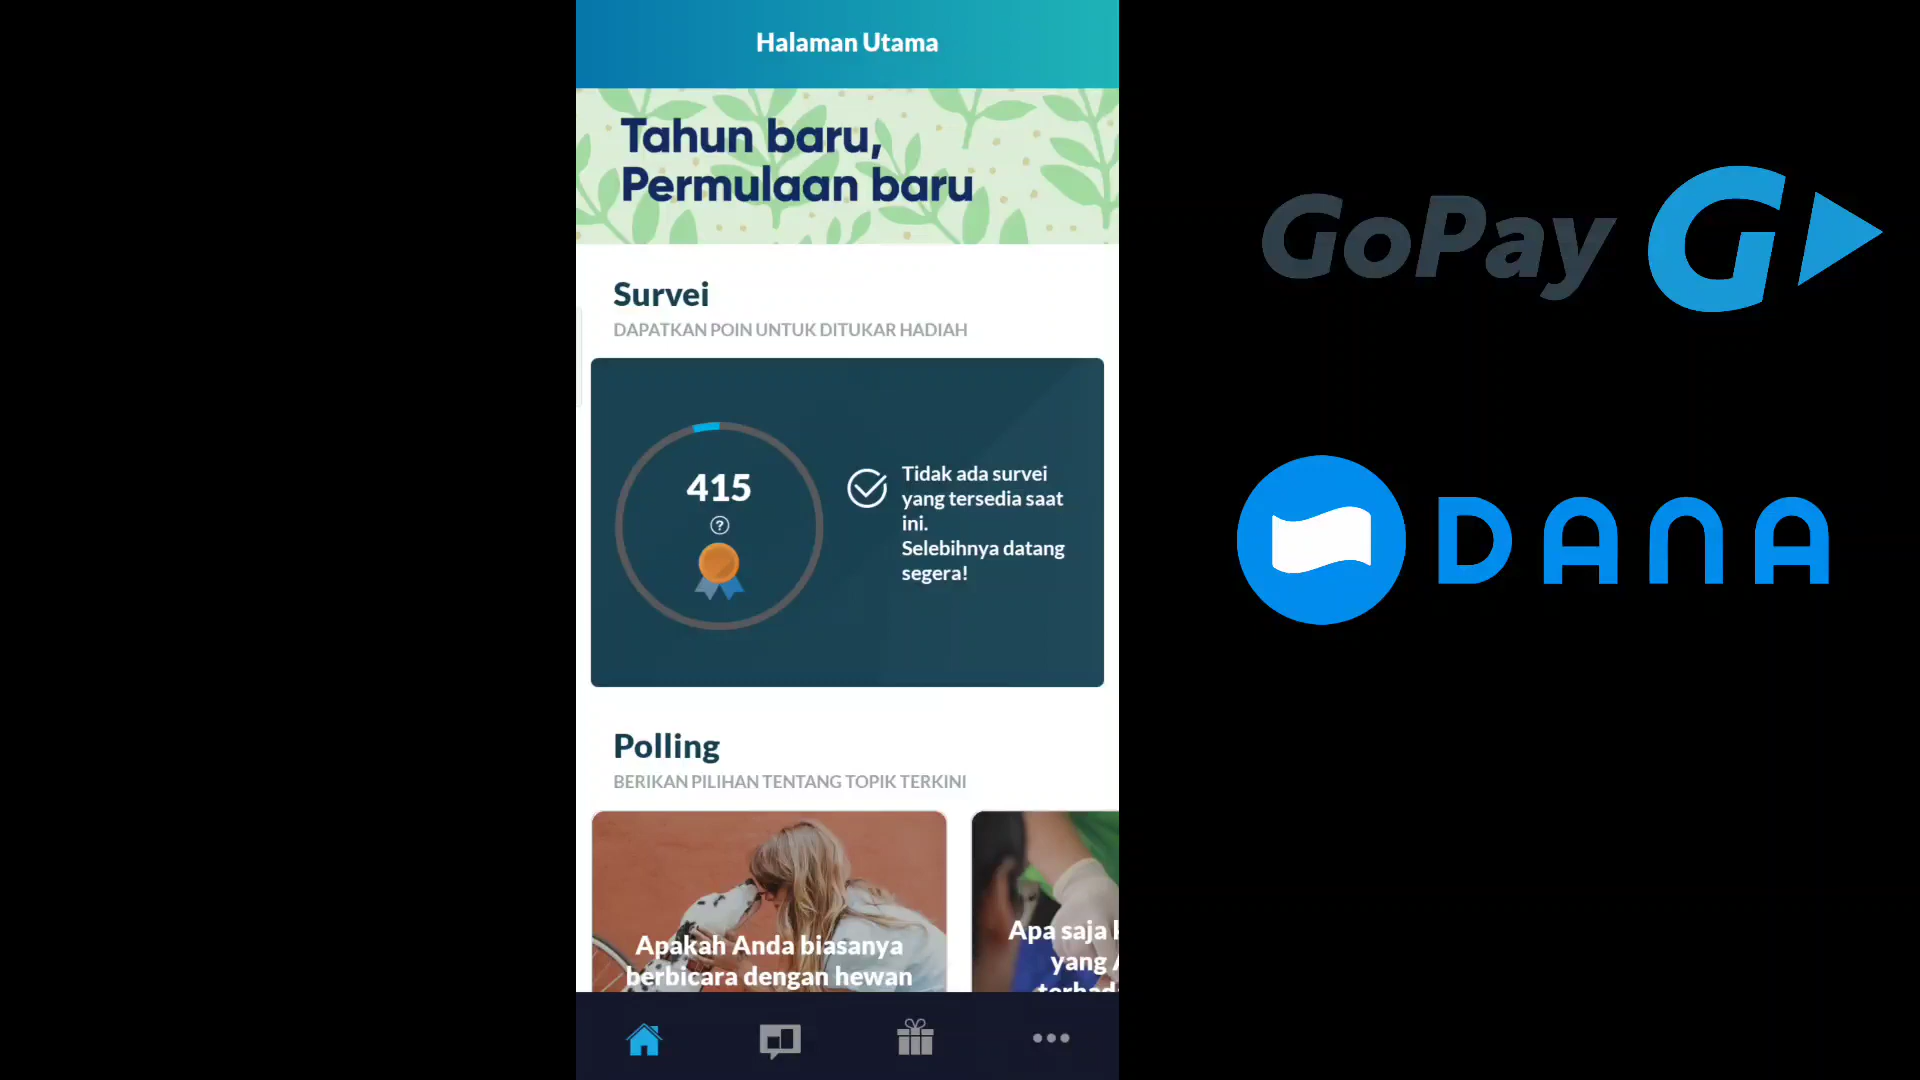 Halaman Utama
Tahun baru,
Permulaan baru
Survei
DAPATKAN POIN UNTUK DITUKAR HADIAH
415
?
Tidak ada survei
yang tersedia saat
ini.
Selebihnya datang
segera!
Polling
BERIKAN PILIHAN TENTANG TOPIK TERKINI
Apakah Anda biasanya
berbicara dengan hewan
Apa saja
yang
GoPay
DANA